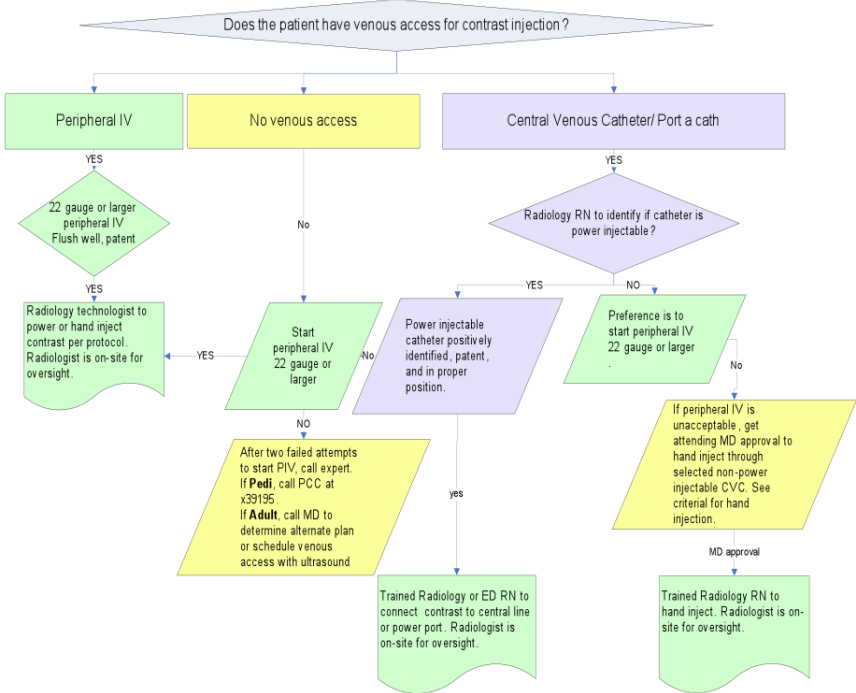 Does the patient have venous access for contrast injection ?
Peripheral IV
No venous access
Central Venous Catheter/ Port a cath
YES
YES
22 gauge or larger
peripheral IV
Flush well, patent
No
Radiology RN to identify if catheter is
power injectable ?
YES
YES
NO
Radiology technologist to
power or hand inject
contrast per protocol.
Radiologist is on-site for
oversight.
YES
Start
peripheral IV
22 gauge or
larger
No
Power injectable
catheter positively
identified, patent,
and in proper
position.
Preference is to
start peripheral IV
22 gauge or larger
.
No
NO
After two failed attempts
to start PIV, call expert.
If Pedi, call PCC at
x39195.
If Adult, call MD to
determine alternate plan
or schedule venous
access with ultrasound
yes
If peripheral IV is
unacceptable , get
attending MD approval to
hand inject through
selected non-power
injectable CVC. See
criterial for hand
injection.
MD approval
Trained Radiology or ED RN to
connect contrast to central line
or power port . Radiologist is
on-site for oversight.
Trained Radiology RN to
hand inject. Radiologist is on-
site for oversight.